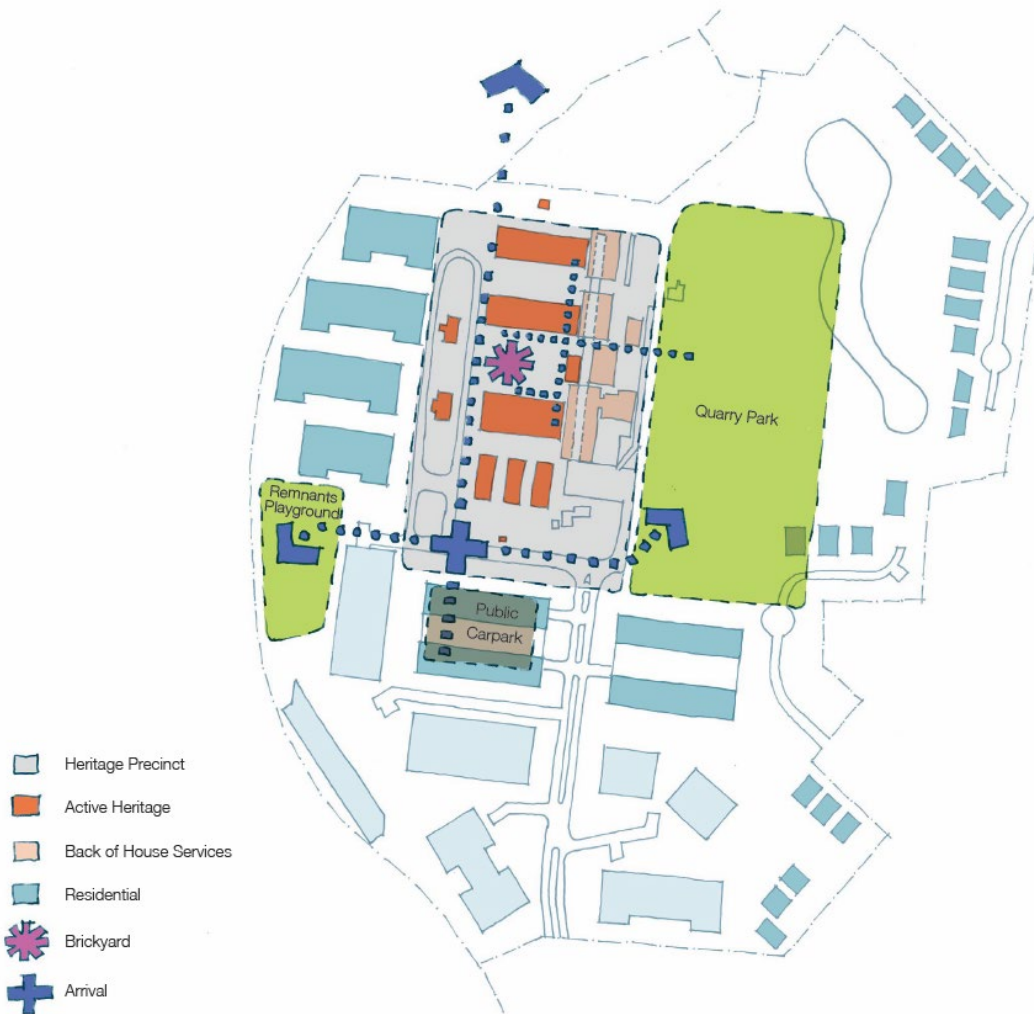 Quarry Park
Remnants
Playground
Public
Carpark
Heritage Precinct
Active Heritage
Back of House Services
Residential
Brickyard
Arrival